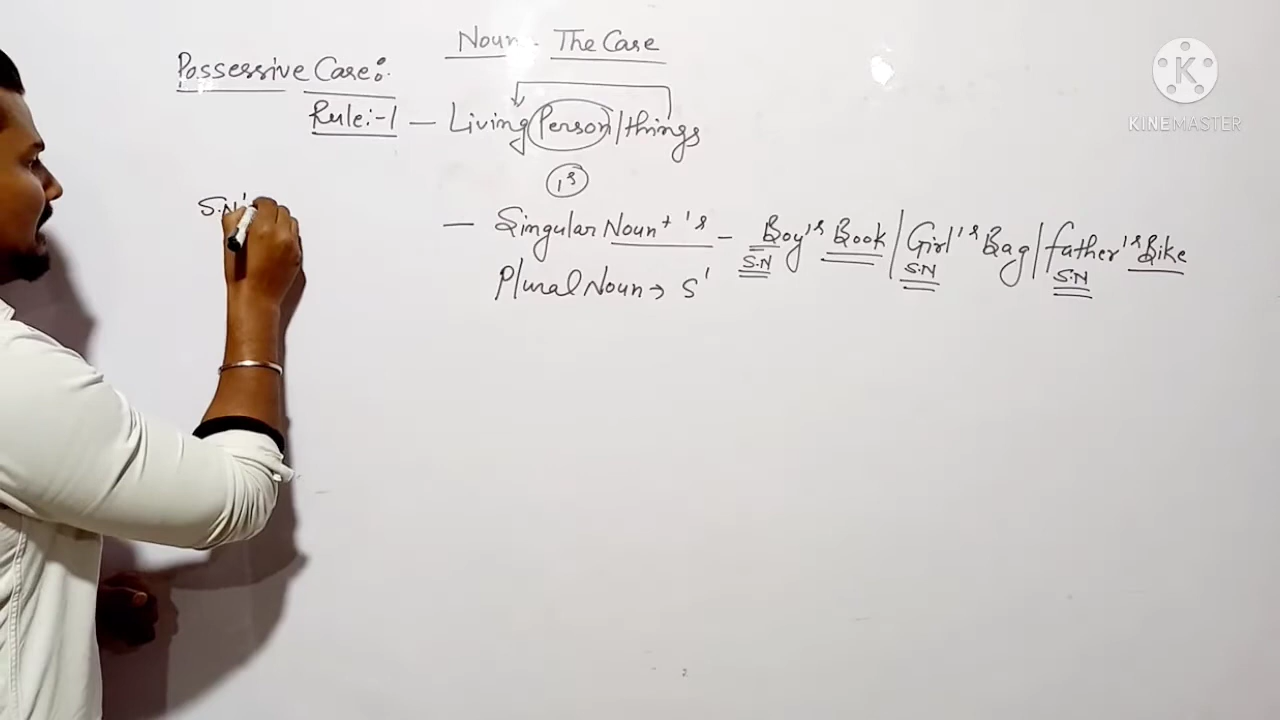 Noun - The Case
Possessive Case:
Rule:-1 — Living Person/things
's
— Singular Noun + 's - Boy's Book/Girl's Bag/father's Bike
S.N S.N S.N
Plural Noun → s'
S.N'
K
KINEMASTER